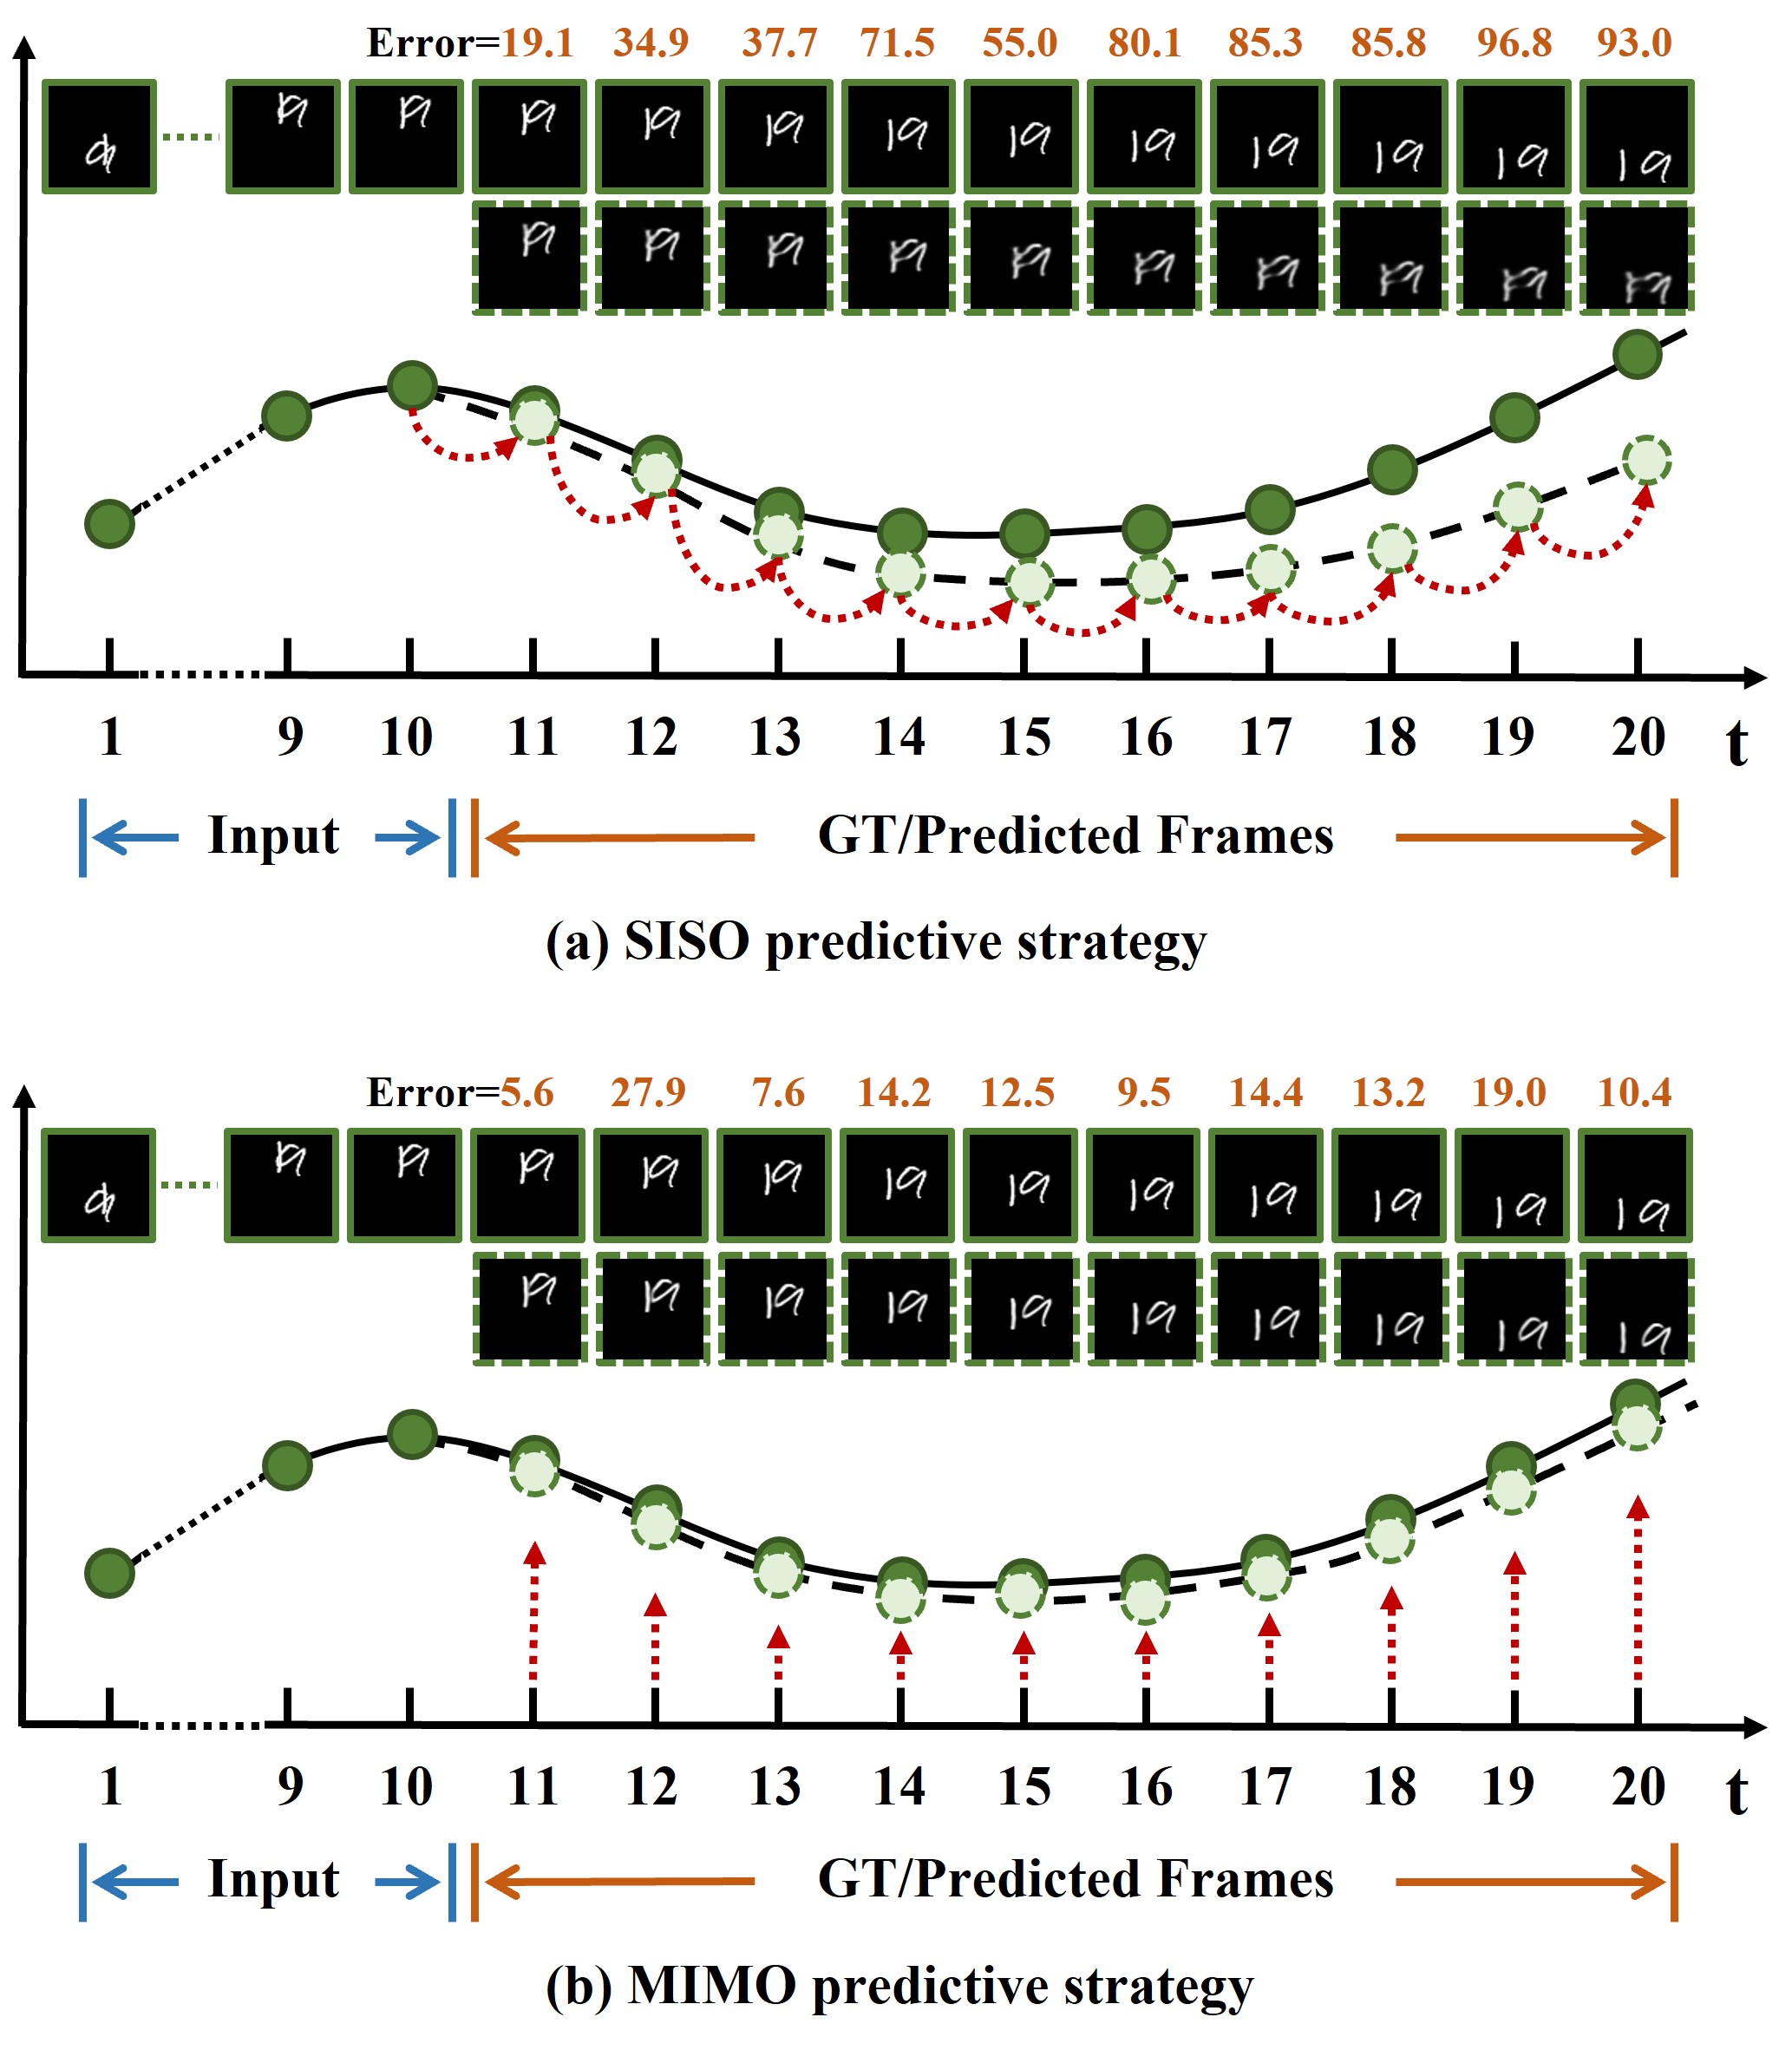 Error=19.1 34.9 37.7 71.5 55.0 80.1 85.3 85.8 96.8 93.0
1 9 10 11 12 13 14 15 16 17 18 19 20 t
Input GT/Predicted Frames
(a) SISO predictive strategy
Error=5.6 27.9 7.6 14.2 12.5 9.5 14.4 13.2 19.0 10.4
1 9 10 11 12 13 14 15 16 17 18 19 20 t
Input GT/Predicted Frames
(b) MIMO predictive strategy